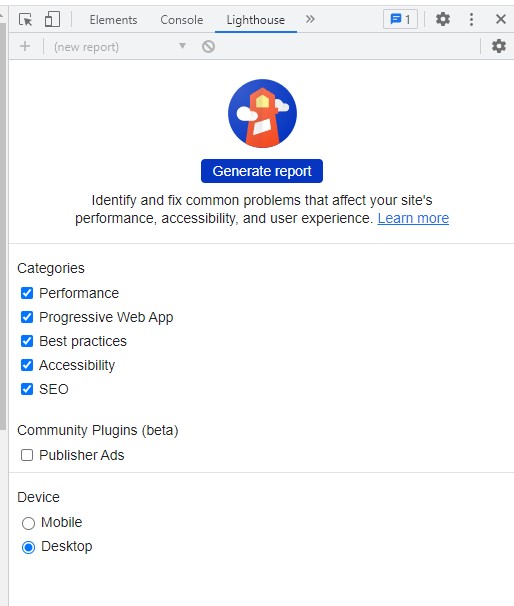 Elements Console Lighthouse » 1
+ (new report)
Generate report
Identify and fix common problems that affect your site's
performance, accessibility, and user experience. Learn more
Categories
Performance
Progressive Web App
Best practices
Accessibility
SEO
Community Plugins (beta)
Publisher Ads
Device
Mobile
Desktop